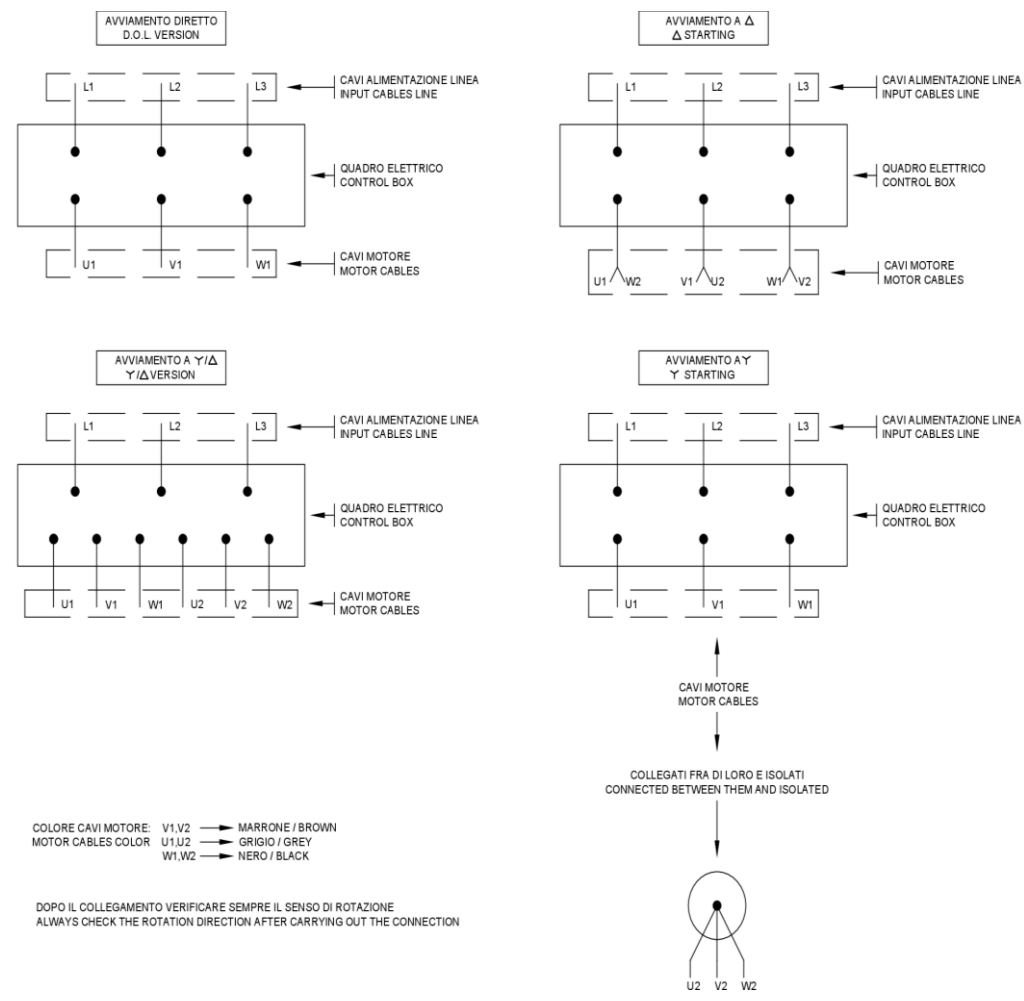 AVVIAMENTO DIRETTO
D.O.L. VERSION
L1 L2 L3
CAVI ALIMENTAZIONE LINEA
INPUT CABLES LINE
QUADRO ELETTRICO
CONTROL BOX
U1 V1 W1
CAVI MOTORE
MOTOR CABLES
AVVIAMENTO A Δ
Δ STARTING
L1 L2 L3
CAVI ALIMENTAZIONE LINEA
INPUT CABLES LINE
QUADRO ELETTRICO
CONTROL BOX
U1 W2 V1 U2 W1 V2
CAVI MOTORE
MOTOR CABLES
AVVIAMENTO A Y/Δ
Y/Δ VERSION
L1 L2 L3
CAVI ALIMENTAZIONE LINEA
INPUT CABLES LINE
QUADRO ELETTRICO
CONTROL BOX
U1 V1 W1 U2 V2 W2
CAVI MOTORE
MOTOR CABLES
AVVIAMENTO A Y
Y STARTING
L1 L2 L3
CAVI ALIMENTAZIONE LINEA
INPUT CABLES LINE
QUADRO ELETTRICO
CONTROL BOX
U1 V1 W1
CAVI MOTORE
MOTOR CABLES
COLLEGATI FRA DI LORO E ISOLATI
CONNECTED BETWEEN THEM AND ISOLATED
U2 V2 W2
COLORE CAVI MOTORE: V1,V2 MARRONE / BROWN
MOTOR CABLES COLOR U1,U2 GRIGIO / GREY
W1,W2 NERO / BLACK
DOPO IL COLLEGAMENTO VERIFICARE SEMPRE IL SENSO DI ROTAZIONE
ALWAYS CHECK THE ROTATION DIRECTION AFTER CARRYING OUT THE CONNECTION